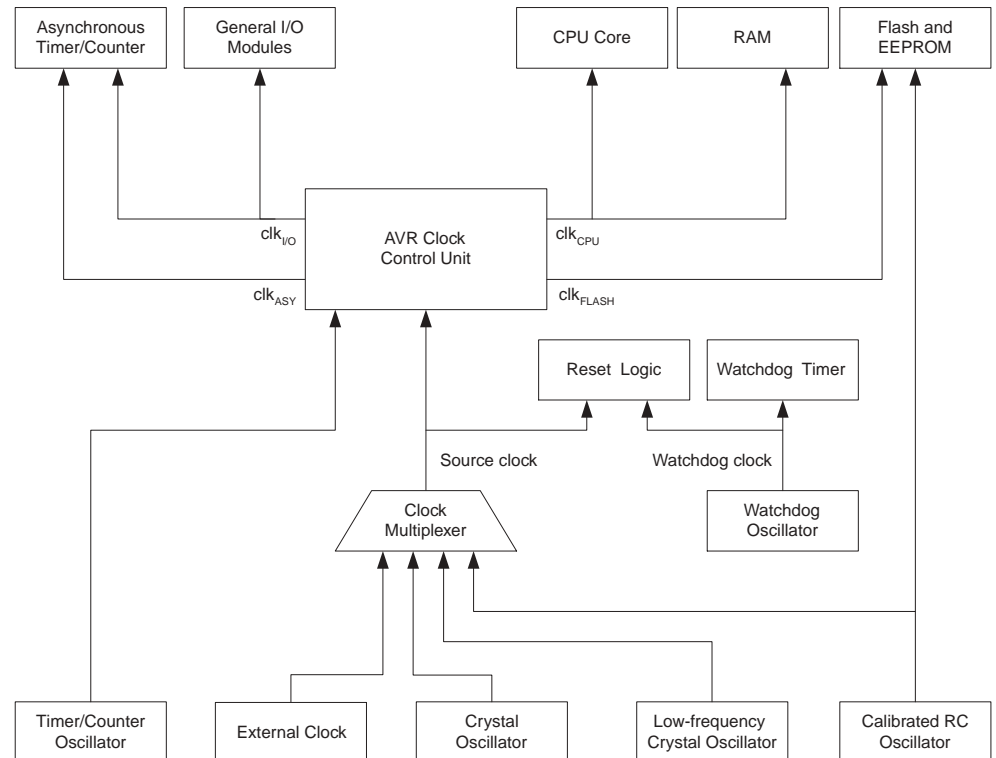 Asynchronous
Timer/Counter
General I/O
Modules
CPU Core
RAM
Flash and
EEPROM
clkI/O
AVR Clock
Control Unit
clkCPU
clkASY
clkFLASH
Reset Logic
Watchdog Timer
Source clock
Watchdog clock
Clock
Multiplexer
Watchdog
Oscillator
Timer/Counter
Oscillator
External Clock
Crystal
Oscillator
Low-frequency
Crystal Oscillator
Calibrated RC
Oscillator